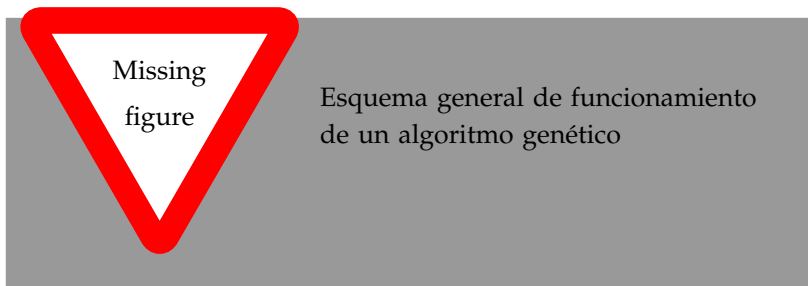 Missing
figure
Esquema general de funcionamiento
de un algoritmo genético